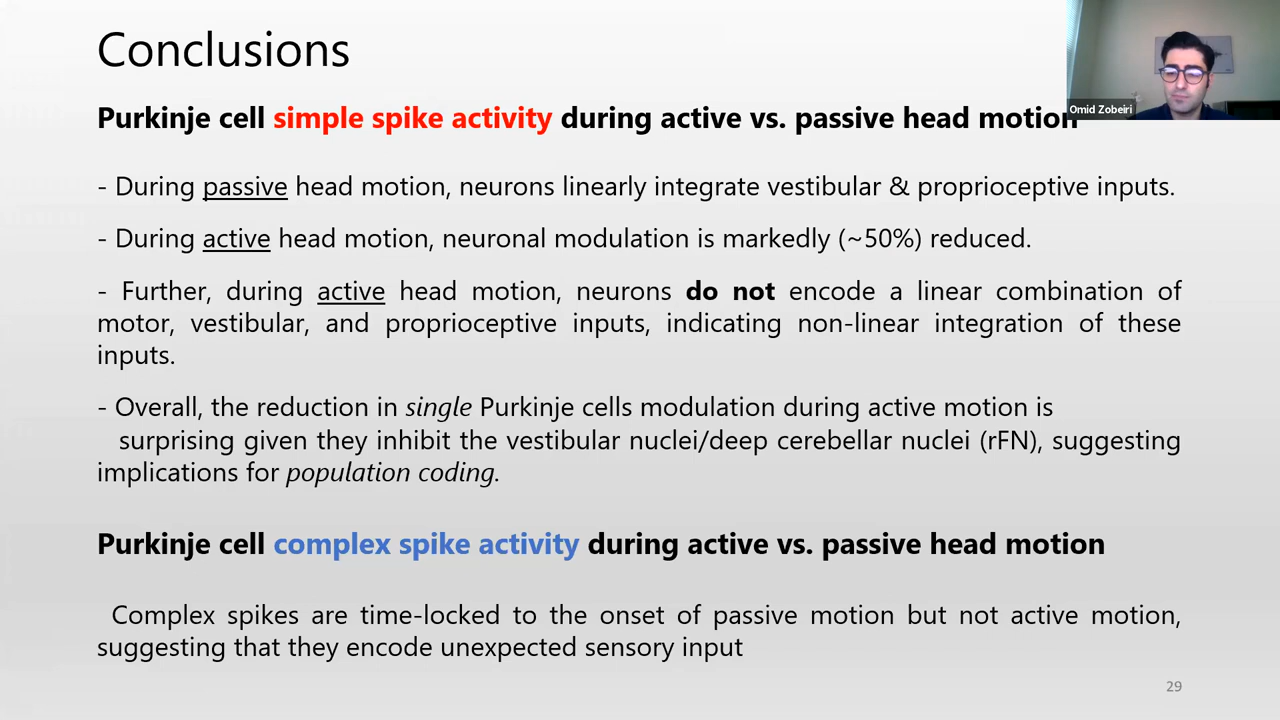 Conclusions
Omid Zobeiri
Purkinje cell simple spike activity during active vs. passive head motion
- During passive head motion, neurons linearly integrate vestibular & proprioceptive inputs.
- During active head motion, neuronal modulation is markedly (~50%) reduced.
- Further, during active head motion, neurons do not encode a linear combination of
motor, vestibular, and proprioceptive inputs, indicating non-linear integration of these
inputs.
- Overall, the reduction in single Purkinje cells modulation during active motion is
surprising given they inhibit the vestibular nuclei/deep cerebellar nuclei (rFN), suggesting
implications for population coding.
Purkinje cell complex spike activity during active vs. passive head motion
Complex spikes are time-locked to the onset of passive motion but not active motion,
suggesting that they encode unexpected sensory input
29